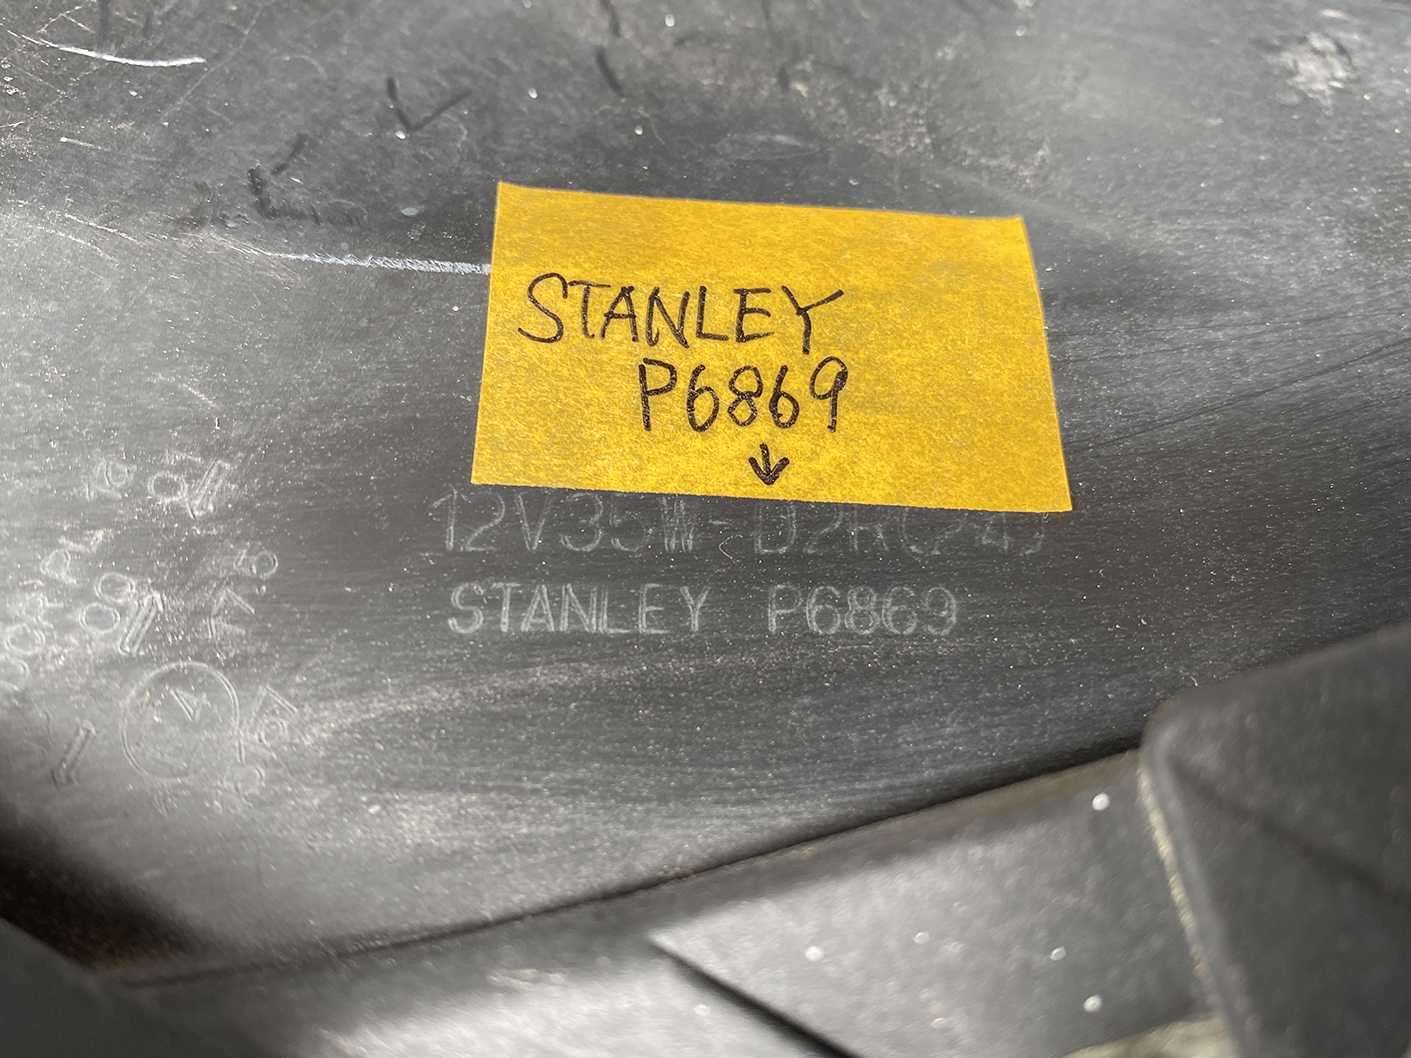 STANLEY
P6869
↓
12V35W-D2R(24)
STANLEY P6869